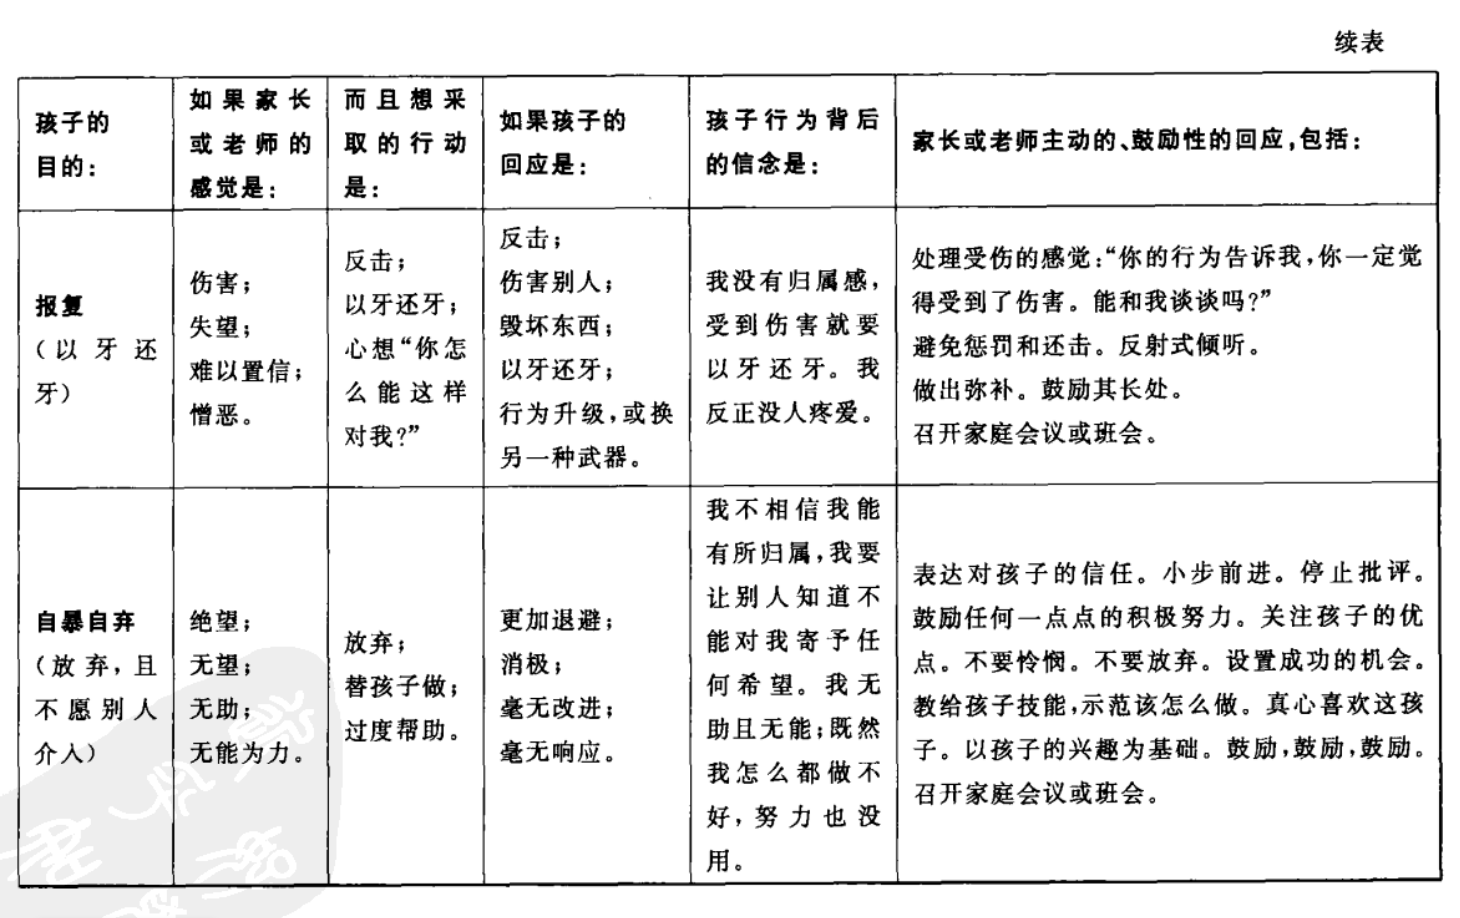 续表
孩子的
目的：
如果家长
或老师的
感觉是：
而且想采
取的行动
是：
如果孩子的
回应是：
孩子行为背后
的信念是：
家长或老师主动的、鼓励性的回应，包括：
报复
（以牙还
牙）
伤害；
失望；
难以置信；
憎恶。
反击；
以牙还牙；
心想“你怎
么能这样
对我？”
反击；
伤害别人；
毁坏东西；
以牙还牙；
行为升级，或换
另一种武器。
我没有归属感，
受到伤害就要
以牙还牙。我
反正没人疼爱。
处理受伤的感觉：“你的行为告诉我，你一定觉
得受到了伤害。能和我谈谈吗？”
避免惩罚和还击。反射式倾听。
做出弥补。鼓励其长处。
召开家庭会议或班会。
自暴自弃
（放弃，且
不愿别人
介入）
绝望；
无望；
无助；
无能为力。
放弃；
替孩子做；
过度帮助。
更加退避；
消极；
毫无改进；
毫无响应。
我不相信我能
有所归属，我要
让别人知道不
能对我寄予任
何希望。我无
助且无能；既然
我怎么都做不
好，努力也没
用。
表达对孩子的信任。小步前进。停止批评。
鼓励任何一点点的积极努力。关注孩子的优
点。不要怜悯。不要放弃。设置成功的机会。
教给孩子技能，示范该怎么做。真心喜欢这孩
子。以孩子的兴趣为基础。鼓励，鼓励，鼓励。
召开家庭会议或班会。